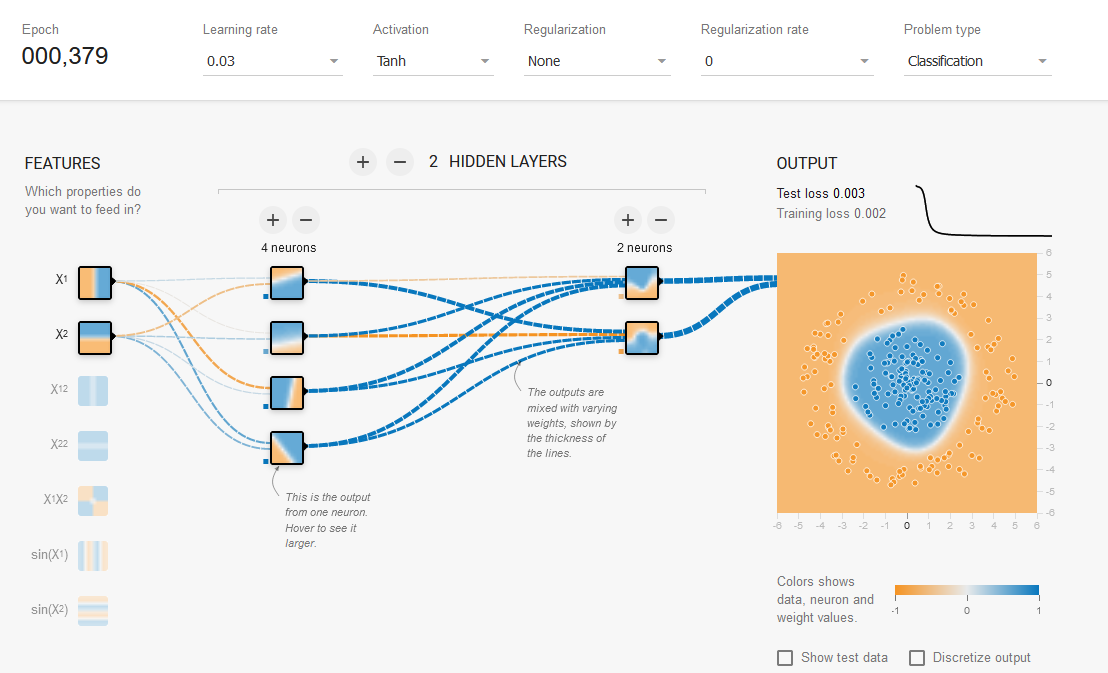 Epoch
000,379
Learning rate
0.03
Activation
Tanh
Regularization
None
Regularization rate
0
Problem type
Classification
FEATURES
Which properties do
you want to feed in?
X1
X2
X12
X22
X1X2
sin(X1)
sin(X2)
+ − 2 HIDDEN LAYERS
+ −
4 neurons
+ −
2 neurons
This is the output
from one neuron.
Hover to see it
larger.
The outputs are
mixed with varying
weights, shown by
the thickness of
the lines.
OUTPUT
Test loss 0.003
Training loss 0.002
6
5
4
3
2
1
0
-1
-2
-3
-4
-5
-6
-6 -5 -4 -3 -2 -1 0 1 2 3 4 5 6
Colors shows
data, neuron and
weight values.
-1 0 1
Show test data
Discretize output